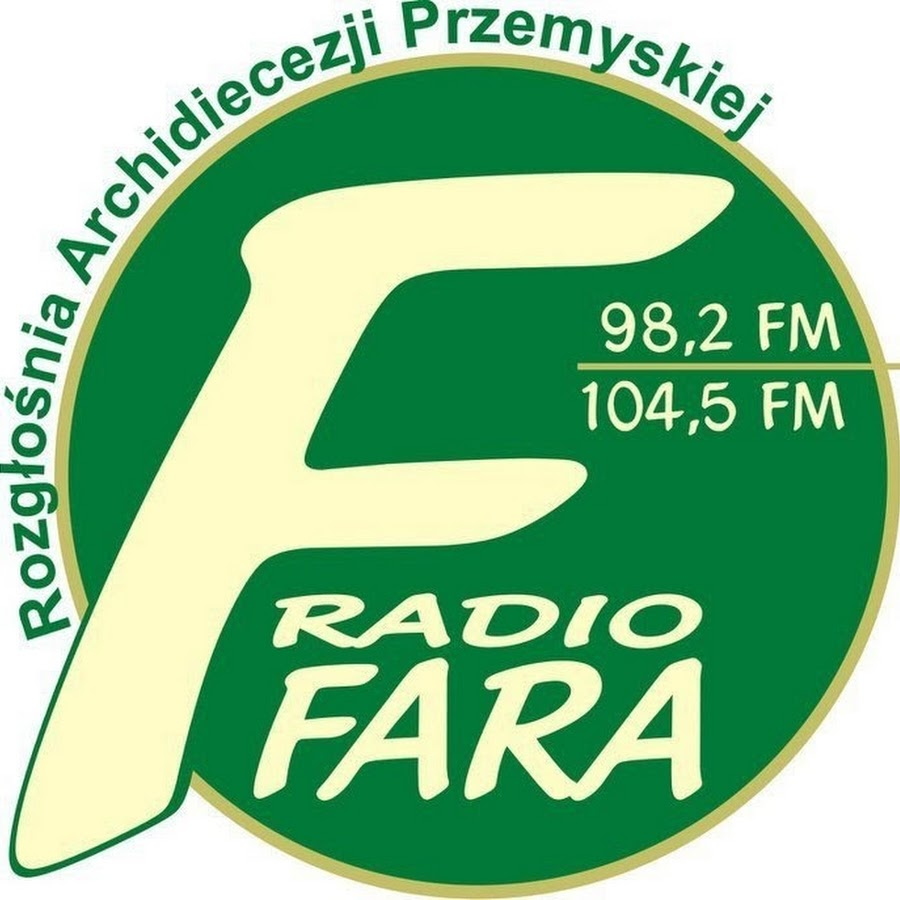 Rozgłośnia Archidiecezji Przemyskiej
F
98,2 FM
104,5 FM
RADIO
FARA